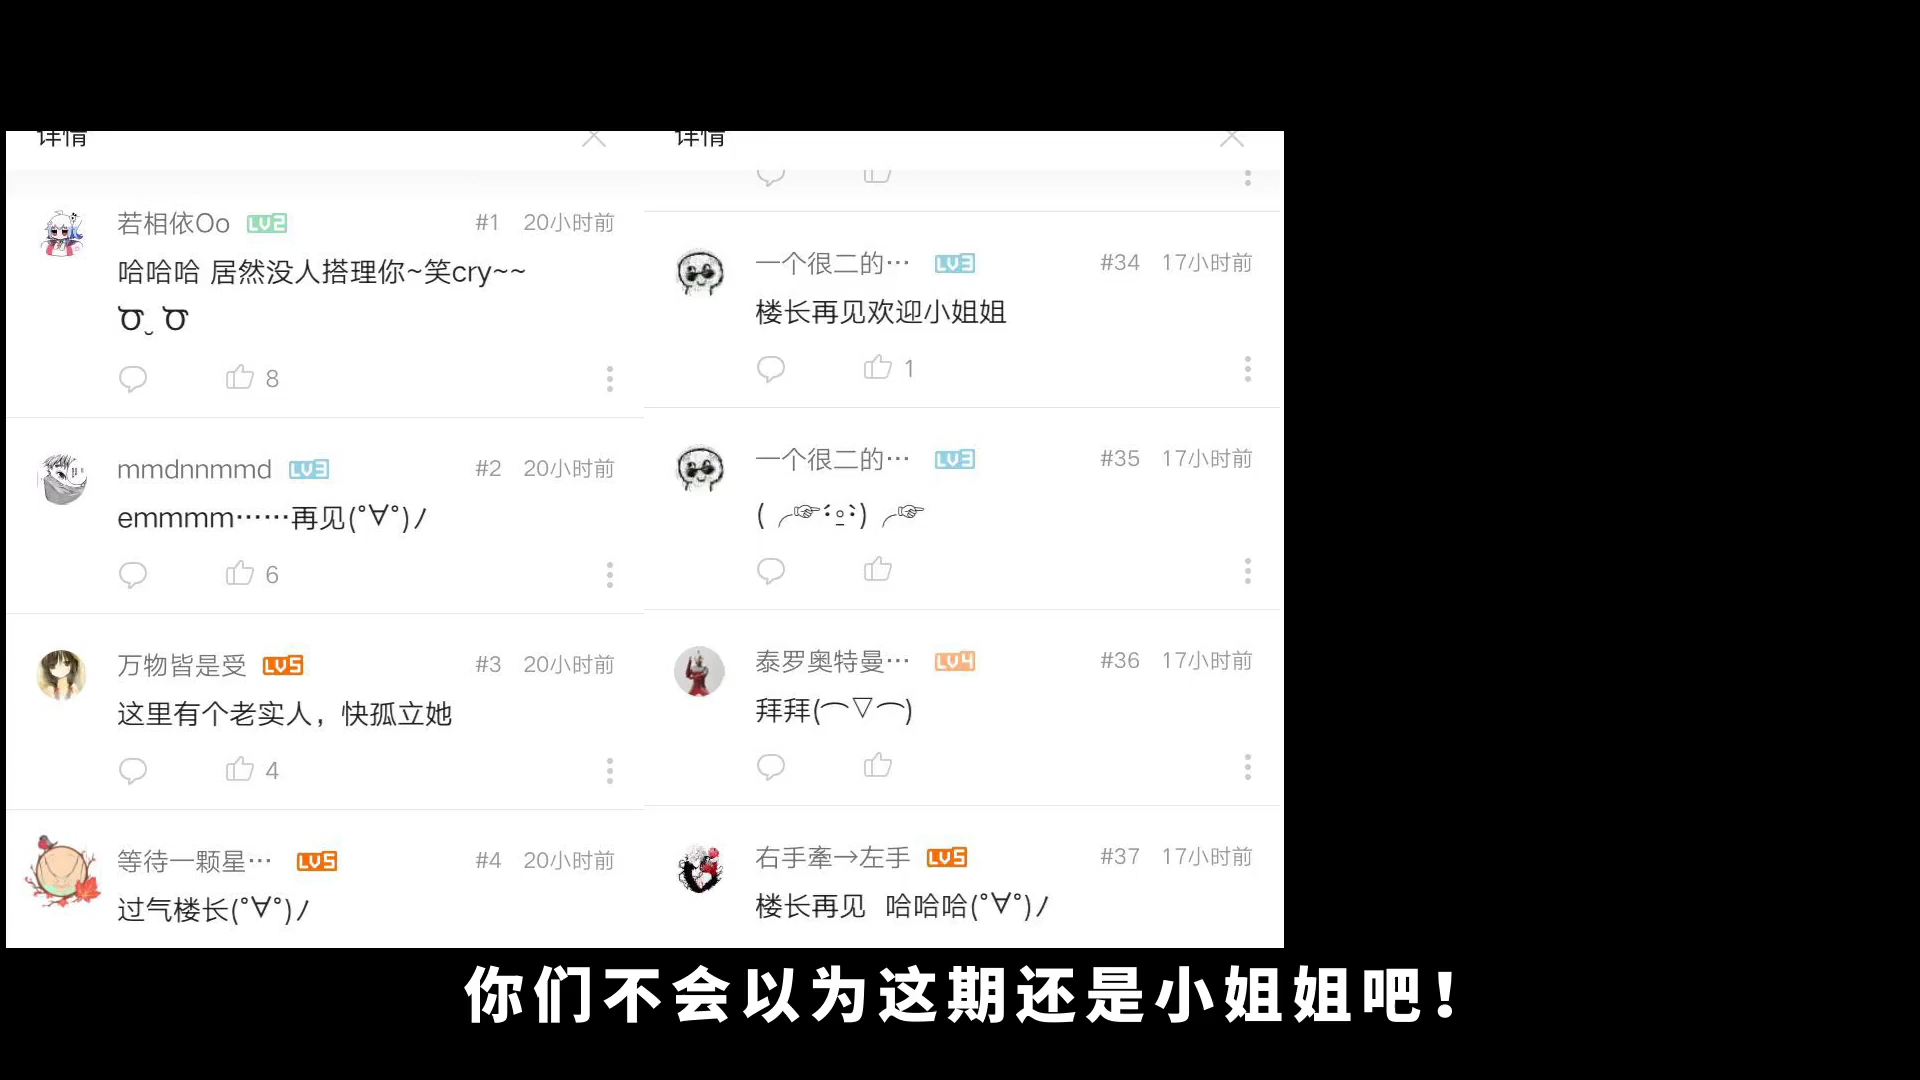 详情
若相依Oo LV2 #1 20小时前
哈哈哈 居然没人搭理你~笑cry~~
8
mmdnnmmd LV3 #2 20小时前
emmmm……再见(ﾟ∀ﾟ)ﾉ
6
万物皆是受 LV5 #3 20小时前
这里有个老实人，快孤立她
4
等待一颗星… LV5 #4 20小时前
过气楼长(ﾟ∀ﾟ)ﾉ
详情
一个很二的… LV3 #34 17小时前
楼长再见欢迎小姐姐
1
一个很二的… LV3 #35 17小时前
泰罗奥特曼… LV4 #36 17小时前
拜拜(⌒▽⌒)
右手牽→左手 LV5 #37 17小时前
楼长再见 哈哈哈(ﾟ∀ﾟ)ﾉ
你们不会以为这期还是小姐姐吧！